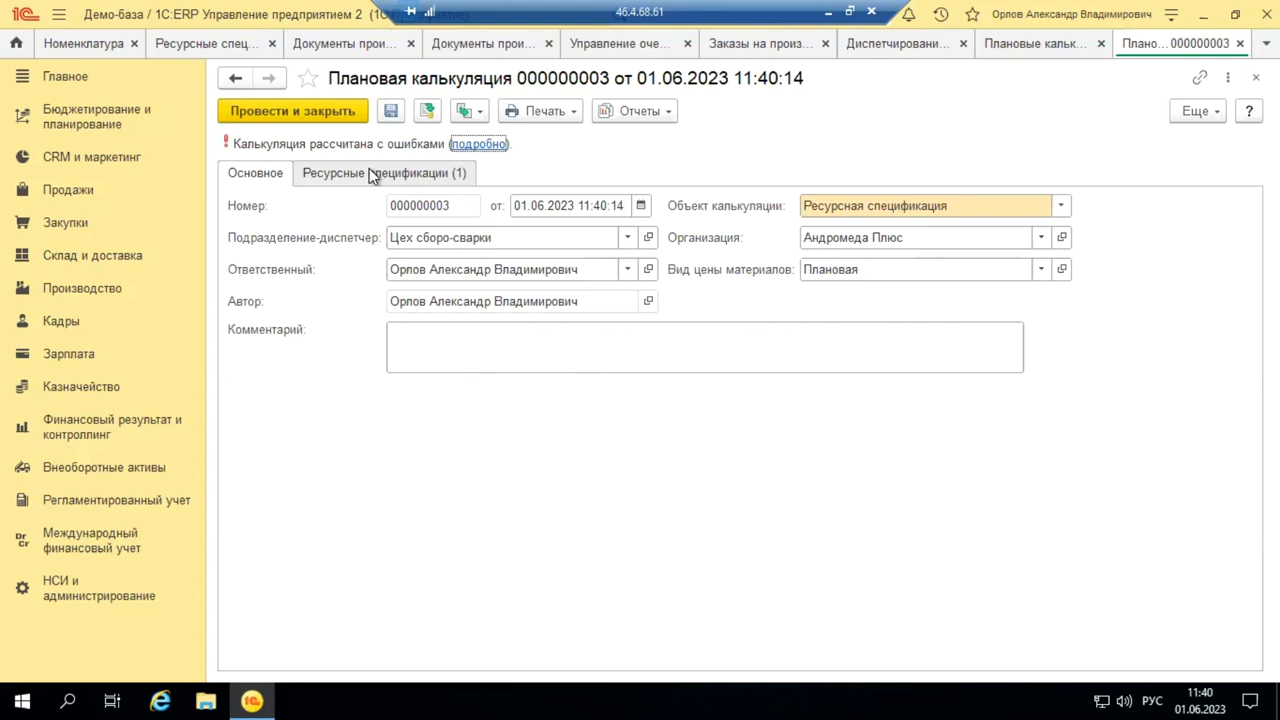 Демо-база / 1С:ERP Управление предприятием 2 (1С
46.4.68.61
Орлов Александр Владимирович
Номенклатура
Ресурсные спец...
Документы прои...
Документы прои...
Управление оче...
Заказы на произ...
Диспетчировани...
Плановые кальк...
Плано... 000000003
Главное
Бюджетирование и
планирование
CRM и маркетинг
Продажи
Закупки
Склад и доставка
Производство
Кадры
Зарплата
Казначейство
Финансовый результат и
контроллинг
Внеоборотные активы
Регламентированный учет
Dr
Cr
Международный
финансовый учет
НСИ и
администрирование
Плановая калькуляция 000000003 от 01.06.2023 11:40:14
Провести и закрыть
Печать
Отчеты
Еще
?
Калькуляция рассчитана с ошибками (подробно).
Основное
Ресурсные спецификации (1)
Номер:
000000003
от:
01.06.2023 11:40:14
Объект калькуляции:
Ресурсная спецификация
Подразделение-диспетчер:
Цех сборо-сварки
Организация:
Андромеда Плюс
Ответственный:
Орлов Александр Владимирович
Вид цены материалов:
Плановая
Автор:
Орлов Александр Владимирович
Комментарий:
РУС
11:40
01.06.2023